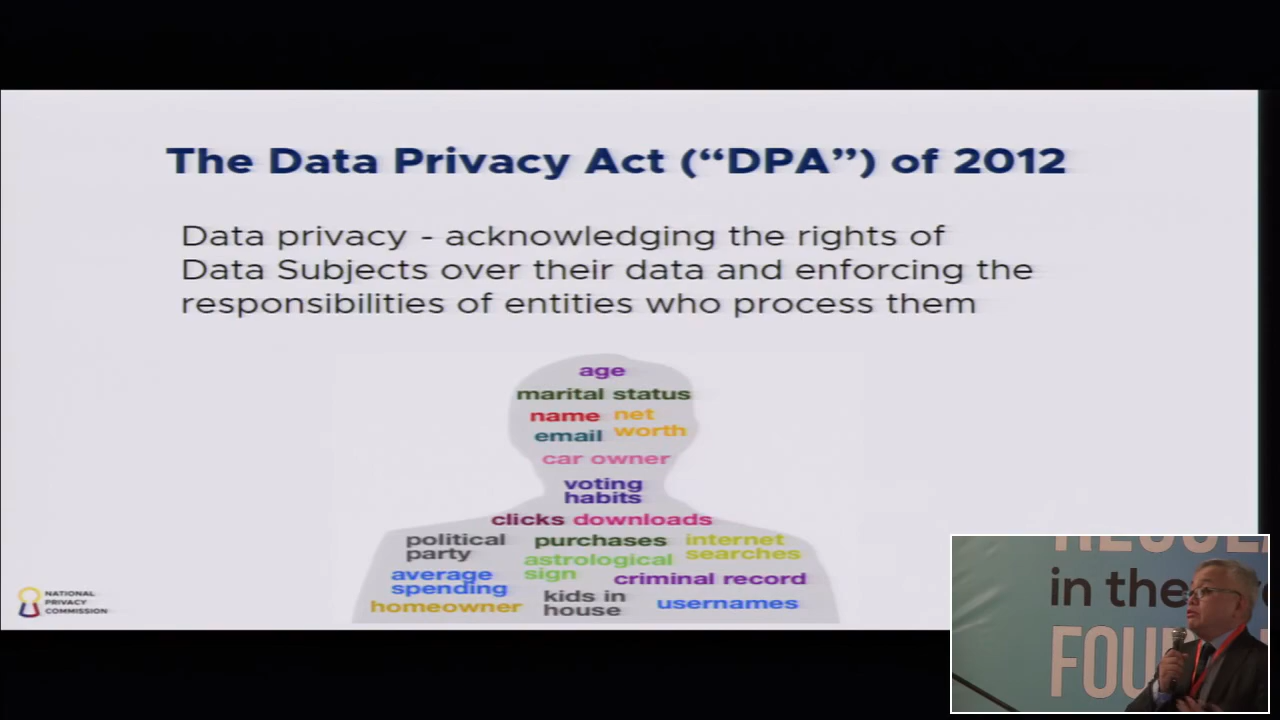 The Data Privacy Act (“DPA”) of 2012
Data privacy - acknowledging the rights of
Data Subjects over their data and enforcing the
responsibilities of entities who process them
age
marital status
name net
email worth
car owner
voting
habits
clicks downloads
political purchases internet
party astrological searches
average sign criminal record
spending kids in
homeowner house usernames
NATIONAL
PRIVACY
COMMISSION
in the